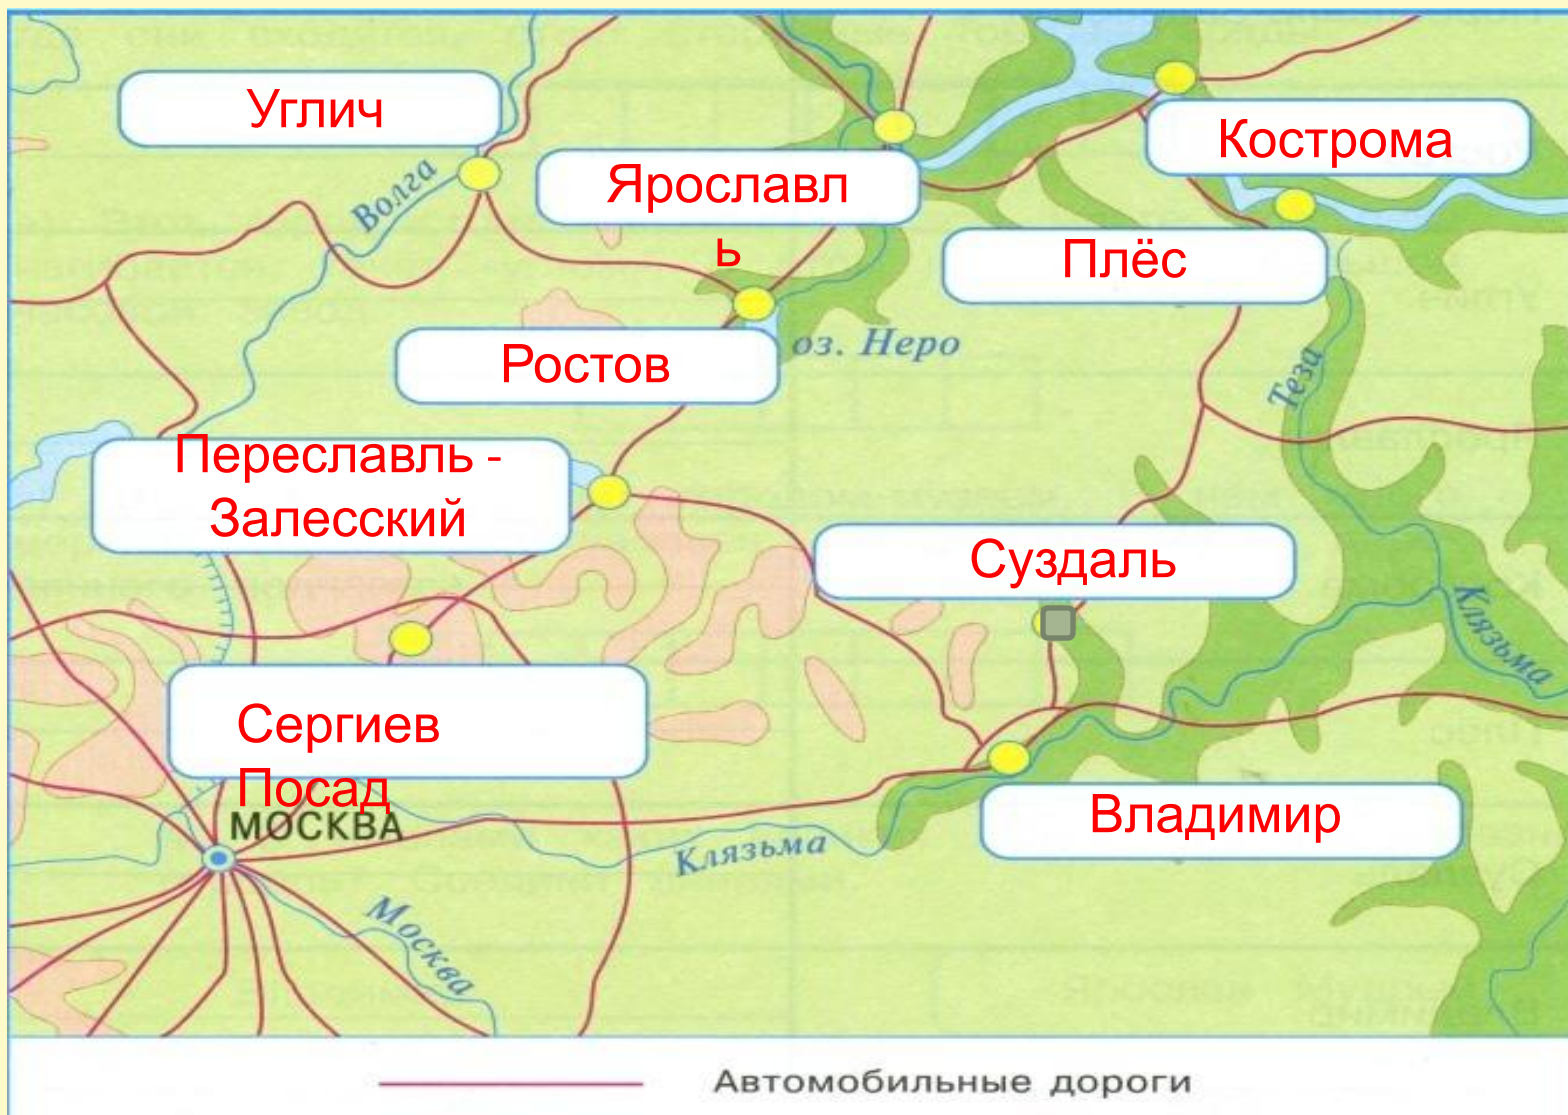 Углич
Волга
Ярославл
ь
Кострома
Плёс
Ростов
оз. Неро
Теза
Переславль -
Залесский
Суздаль
Клязьма
Сергиев
Посад
МОСКВА
Владимир
Клязьма
Москва
Автомобильные дороги